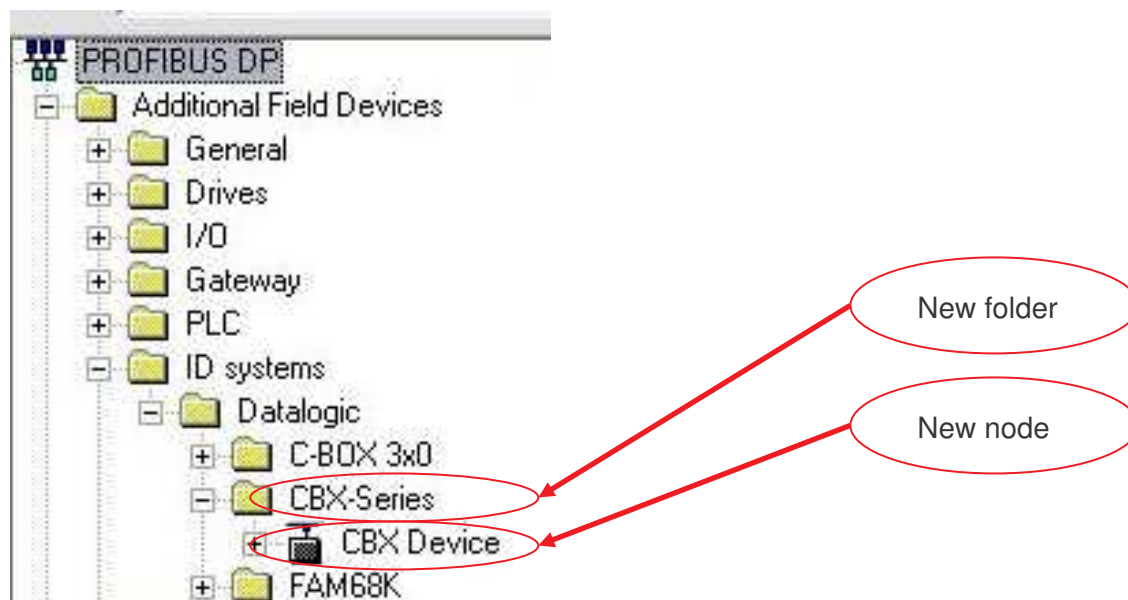 PROFIBUS DP
Additional Field Devices
General
Drives
I/O
Gateway
PLC
ID systems
Datalogic
C-BOX 3x0
CBX-Series
CBX Device
FAM68K
New folder
New node